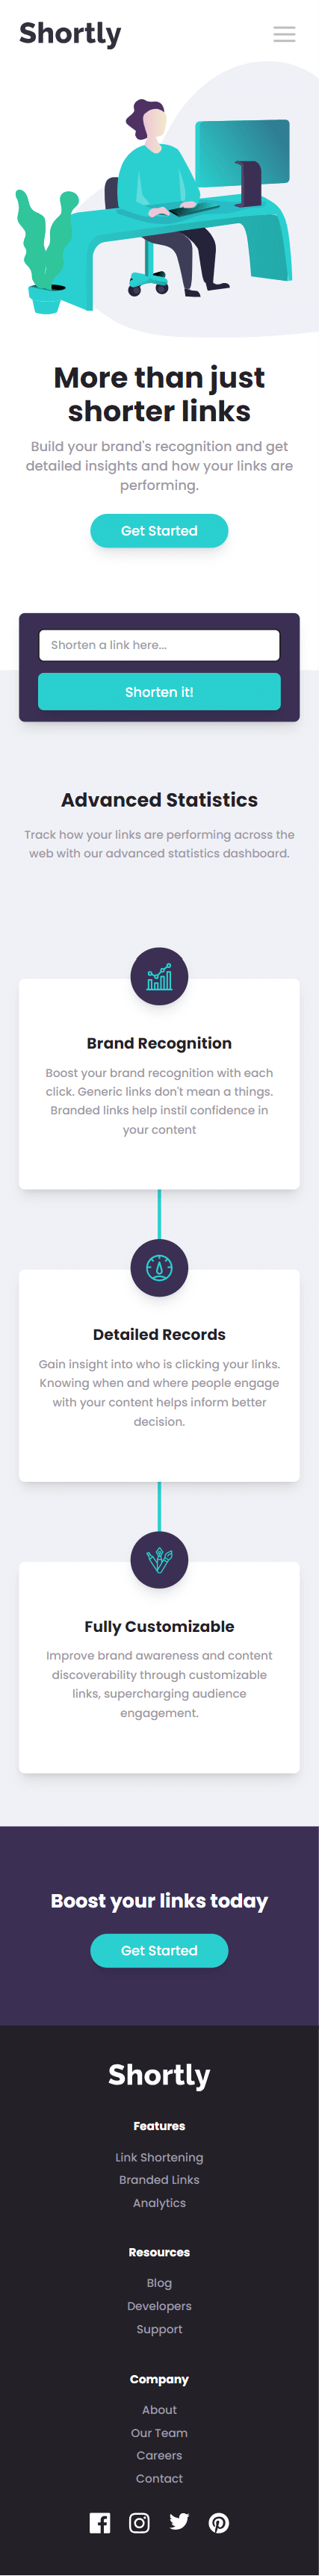 Shortly
More than just
shorter links
Build your brand's recognition and get
detailed insights and how your links are
performing.
Get Started
Shorten a link here...
Shorten it!
Advanced Statistics
Track how your links are performing across the
web with our advanced statistics dashboard.
Brand Recognition
Boost your brand recognition with each
click. Generic links don't mean a things.
Branded links help instil confidence in
your content
Detailed Records
Gain insight into who is clicking your links.
Knowing when and where people engage
with your content helps inform better
decision.
Fully Customizable
Improve brand awareness and content
discoverability through customizable
links, supercharging audience
engagement.
Boost your links today
Get Started
Shortly
Features
Link Shortening
Branded Links
Analytics
Resources
Blog
Developers
Support
Company
About
Our Team
Careers
Contact